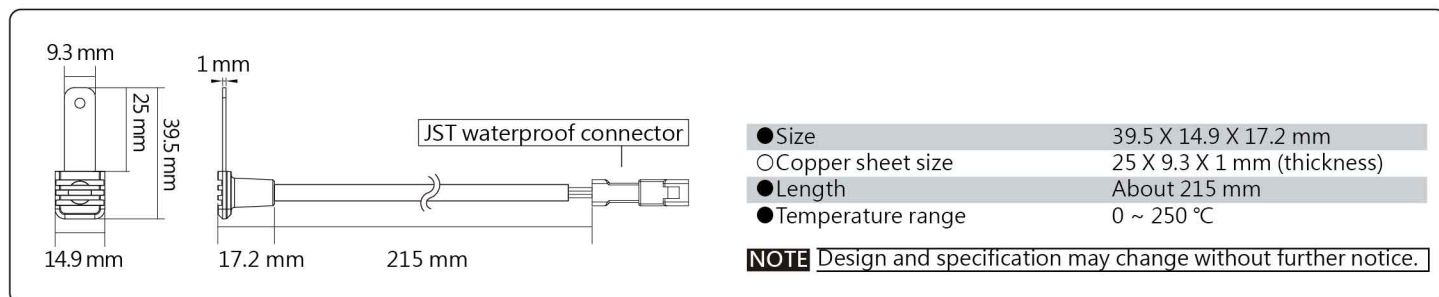 9.3 mm
1 mm
25 mm
39.5 mm
JST waterproof connector
14.9 mm
17.2 mm
215 mm
●Size 39.5 X 14.9 X 17.2 mm
○Copper sheet size 25 X 9.3 X 1 mm (thickness)
●Length About 215 mm
●Temperature range 0 ~ 250 ℃
NOTE Design and specification may change without further notice.